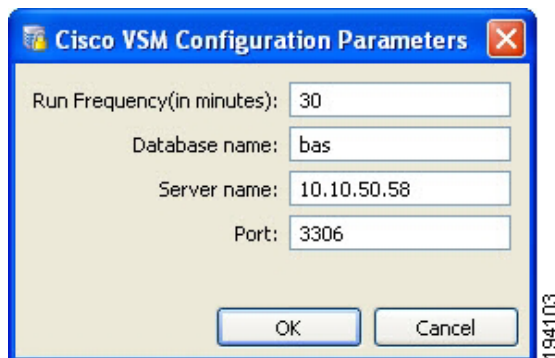 Cisco VSM Configuration Parameters
Run Frequency(in minutes): 30
Database name: bas
Server name: 10.10.50.58
Port: 3306
OK Cancel
194103